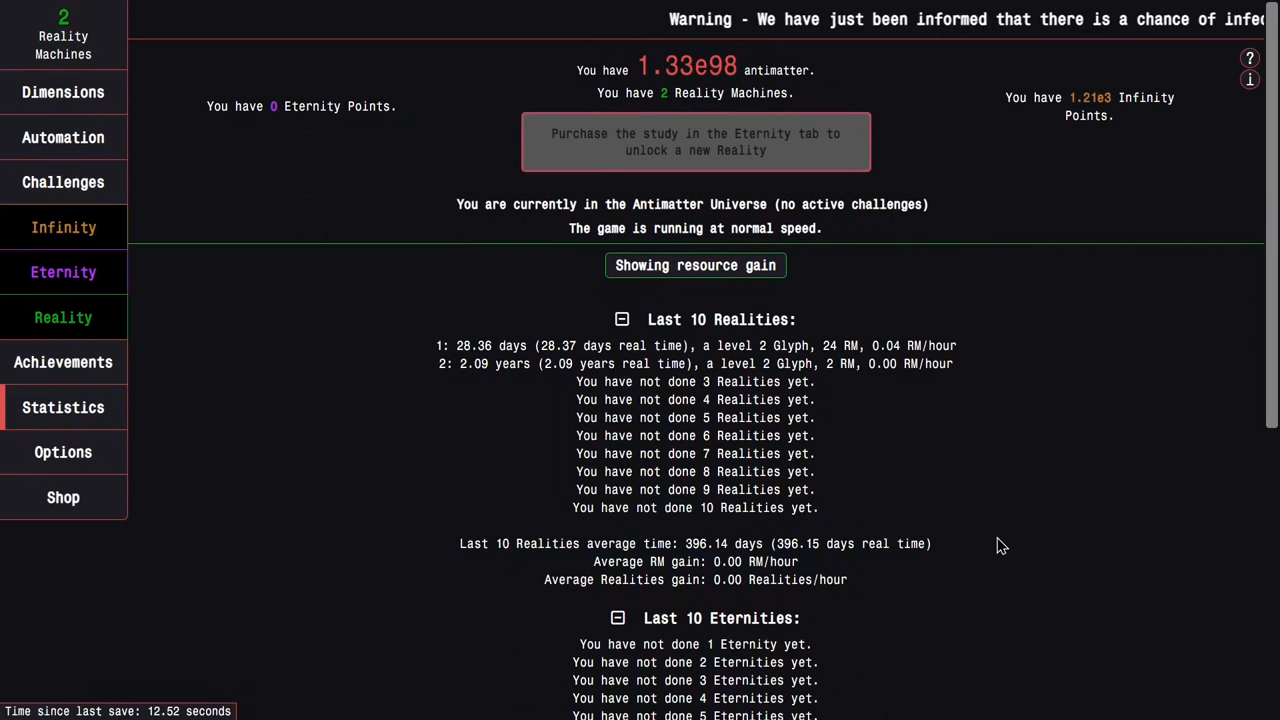 2
Reality
Machines
Dimensions
Automation
Challenges
Infinity
Eternity
Reality
Achievements
Statistics
Options
Shop
Warning - We have just been informed that there is a chance of infec
You have 1.33e98 antimatter.
You have 2 Reality Machines.
You have 0 Eternity Points.
Purchase the study in the Eternity tab to
unlock a new Reality
You have 1.21e3 Infinity
Points.
?
i
You are currently in the Antimatter Universe (no active challenges)
The game is running at normal speed.
Showing resource gain
Last 10 Realities:
1: 28.36 days (28.37 days real time), a level 2 Glyph, 24 RM, 0.04 RM/hour
2: 2.09 years (2.09 years real time), a level 2 Glyph, 2 RM, 0.00 RM/hour
You have not done 3 Realities yet.
You have not done 4 Realities yet.
You have not done 5 Realities yet.
You have not done 6 Realities yet.
You have not done 7 Realities yet.
You have not done 8 Realities yet.
You have not done 9 Realities yet.
You have not done 10 Realities yet.
Last 10 Realities average time: 396.14 days (396.15 days real time)
Average RM gain: 0.00 RM/hour
Average Realities gain: 0.00 Realities/hour
Last 10 Eternities:
You have not done 1 Eternity yet.
You have not done 2 Eternities yet.
You have not done 3 Eternities yet.
You have not done 4 Eternities yet.
You have not done 5 Eternities yet.
Time since last save: 12.52 seconds